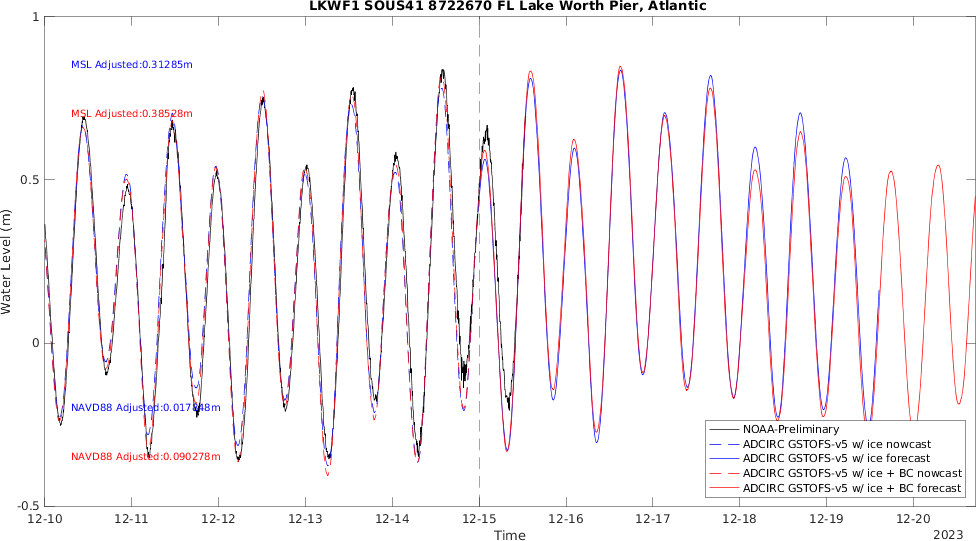 LKWF1 SOUS41 8722670 FL Lake Worth Pier, Atlantic
1
0.5
0
-0.5
Water Level (m)
MSL Adjusted:0.31285m
MSL Adjusted:0.38528m
NAVD88 Adjusted:0.017848m
NAVD88 Adjusted:0.090278m
NOAA-Preliminary
ADCIRC GSTOFS-v5 w/ ice nowcast
ADCIRC GSTOFS-v5 w/ ice forecast
ADCIRC GSTOFS-v5 w/ ice + BC nowcast
ADCIRC GSTOFS-v5 w/ ice + BC forecast
12-10 12-11 12-12 12-13 12-14 12-15 12-16 12-17 12-18 12-19 12-20
Time
2023